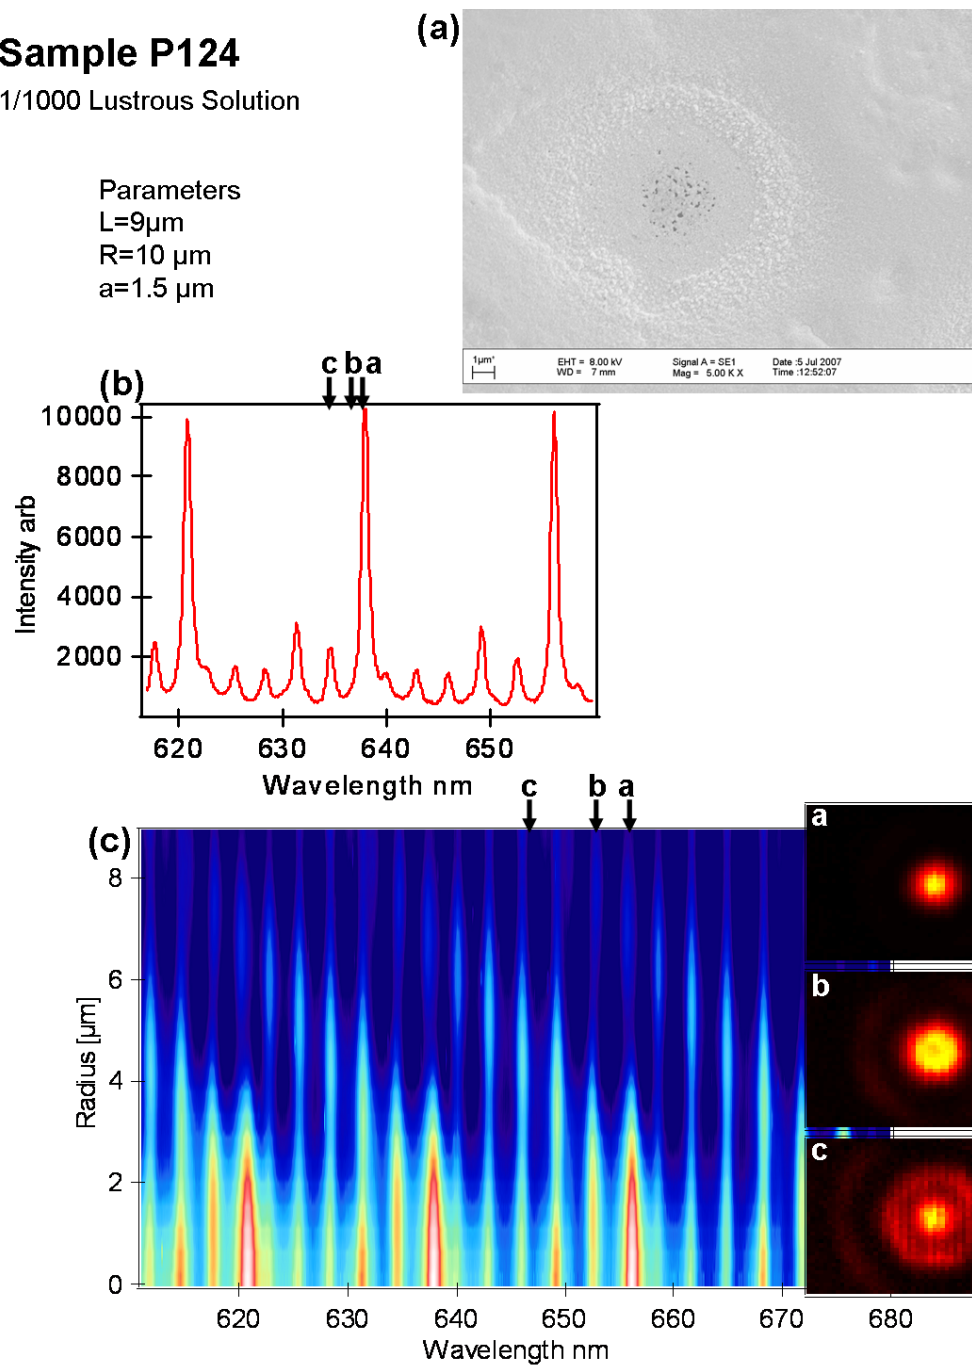 Sample P124
1/1000 Lustrous Solution
Parameters
L=9µm
R=10 µm
a=1.5 µm
(a)
1µm*
EHT = 8.00 kV
WD = 7 mm
Signal A = SE1
Mag = 5.00 K X
Date :5 Jul 2007
Time :12:52:07
(b)
c b a
10000
8000
6000
4000
2000
Intensity arb
620 630 640 650
Wavelength nm
c b a
(c)
8
6
4
2
0
Radius [µm]
620 630 640 650 660 670 680
Wavelength nm
a
b
c